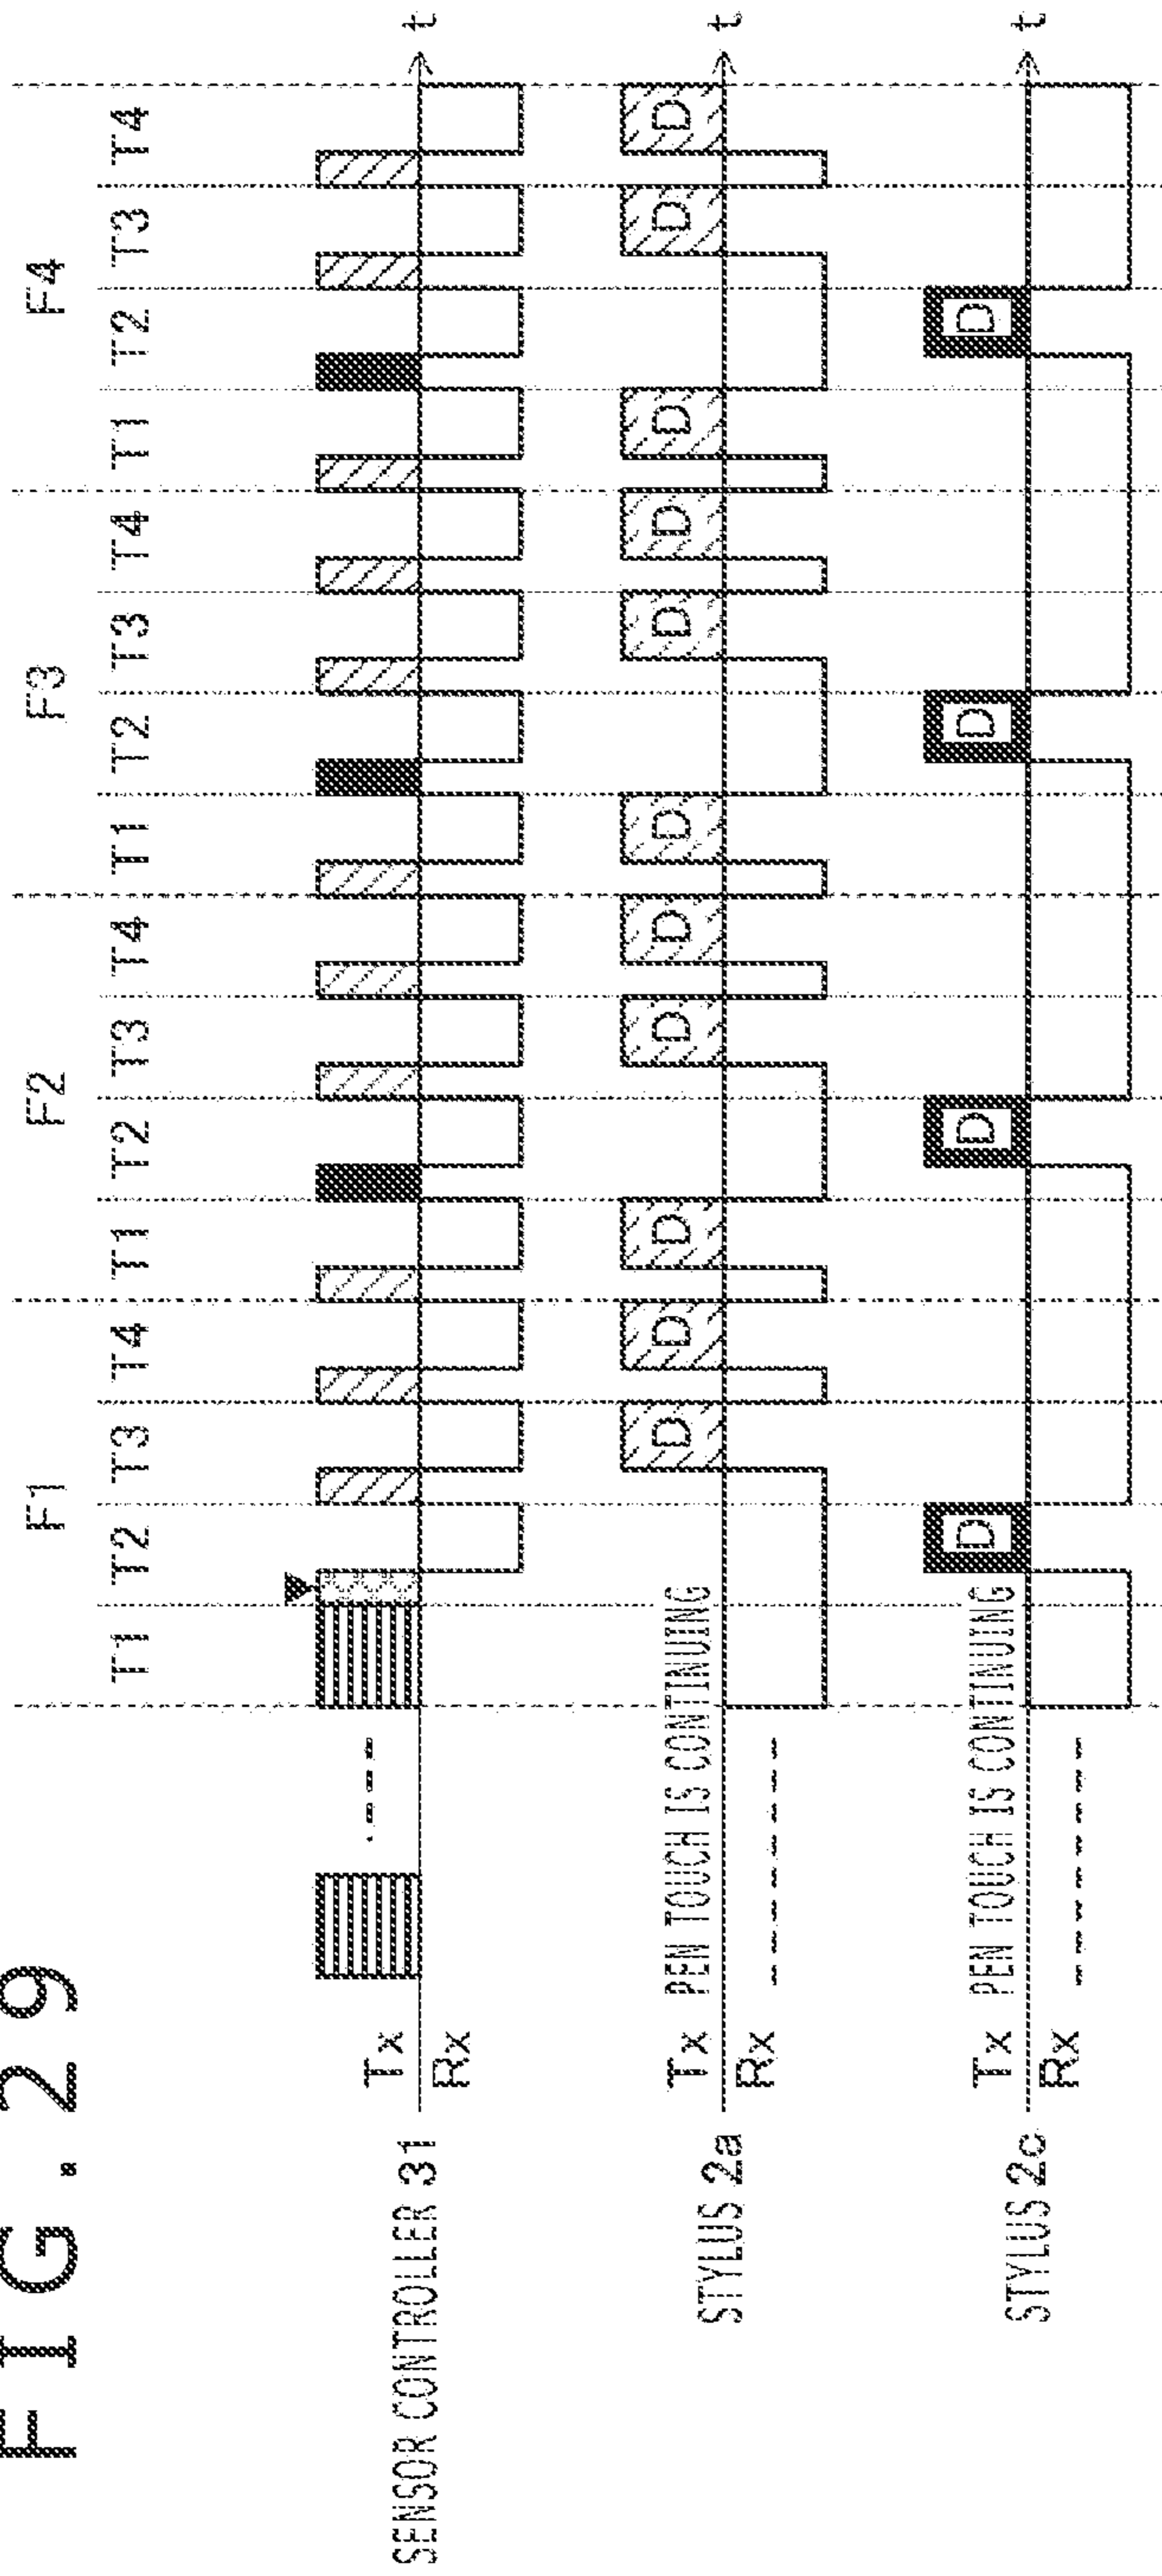 FIG. 29
F1 F2 F3 F4
T1 T2 T3 T4 T1 T2 T3 T4 T1 T2 T3 T4 T1 T2 T3 T4
SENSOR CONTROLLER 31
Tx
Rx
t
STYLUS 2a
Tx
Rx
PEN TOUCH IS CONTINUING
D D D D D D D D D D D
t
STYLUS 2c
Tx
Rx
PEN TOUCH IS CONTINUING
D D D D
t